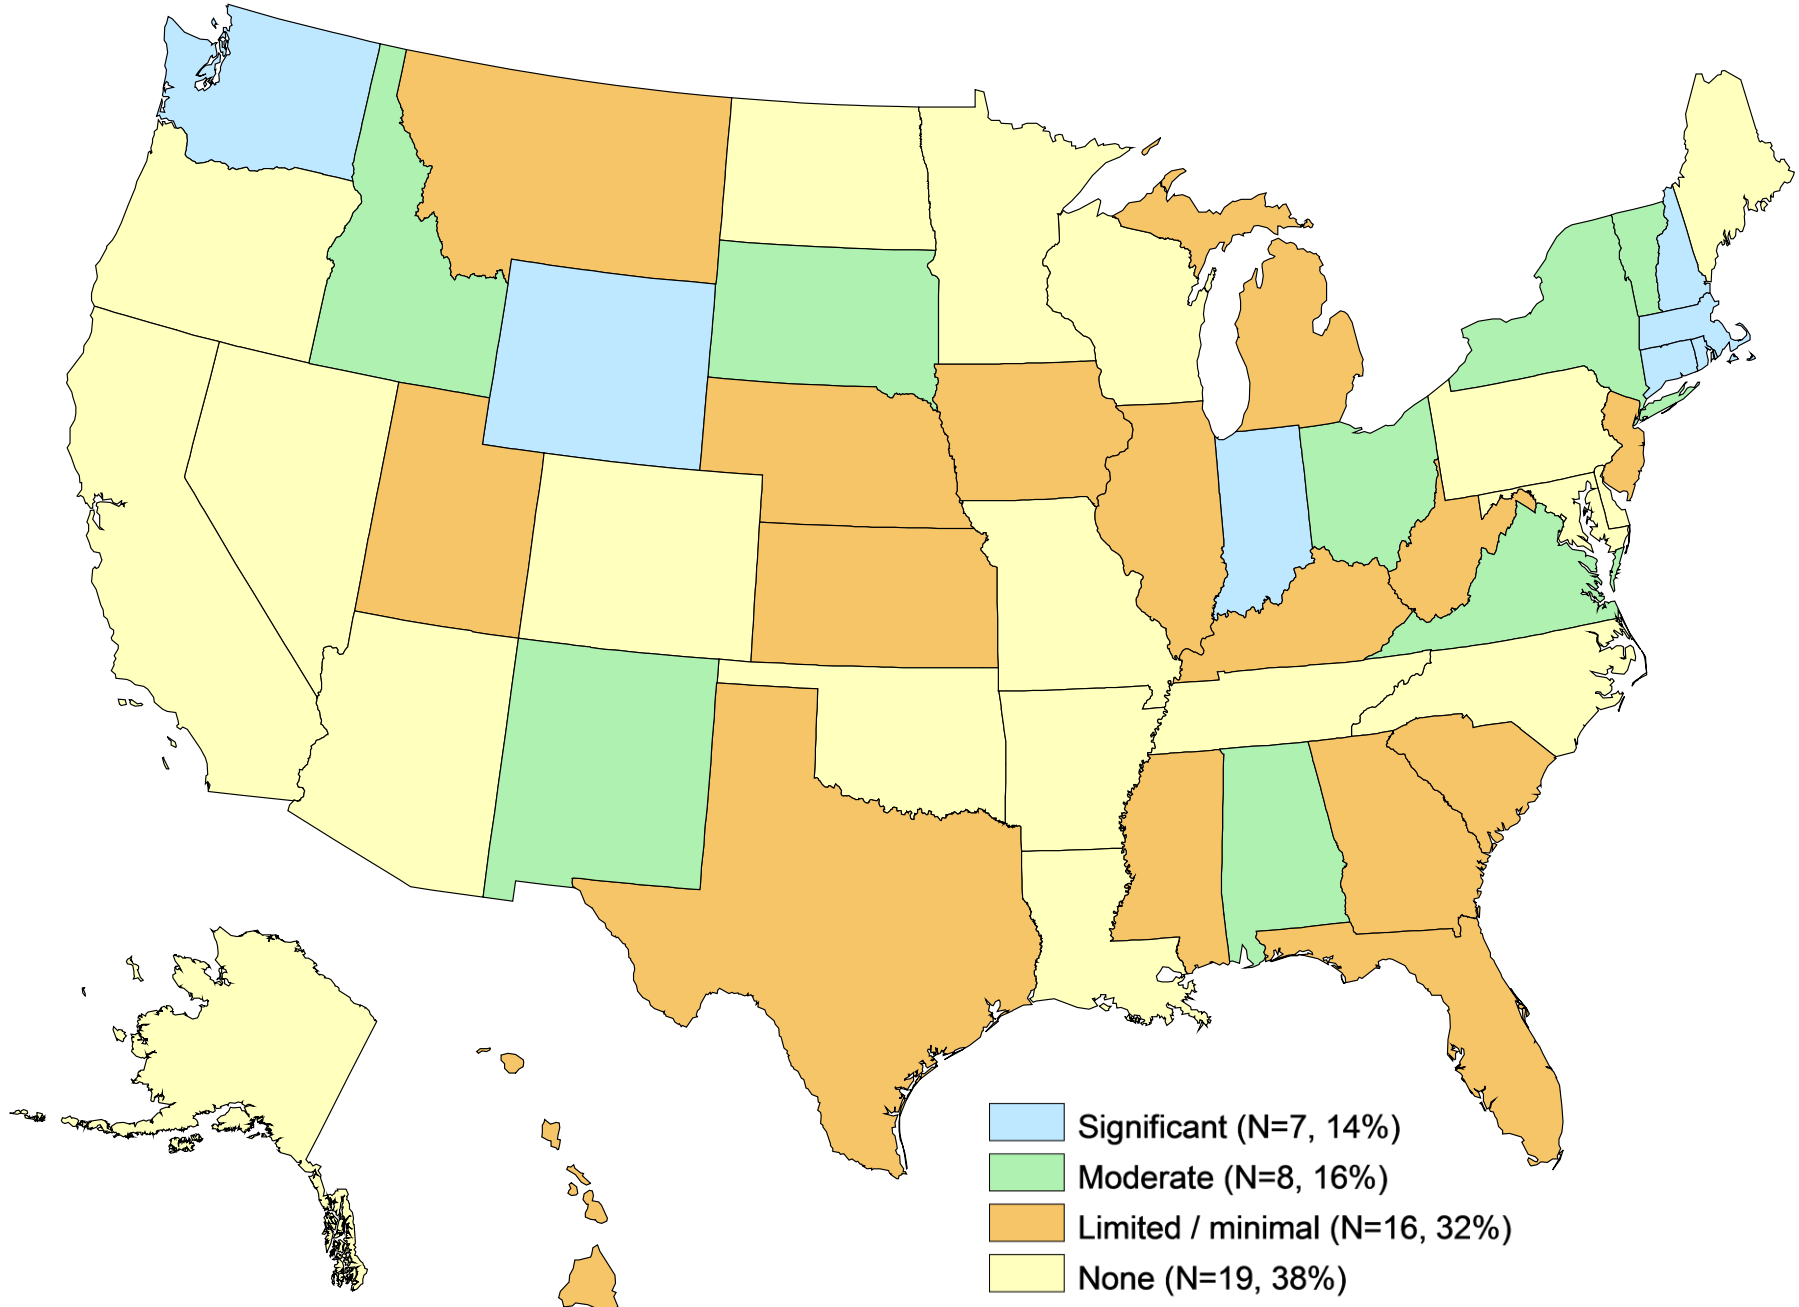 Significant (N=7, 14%)
Moderate (N=8, 16%)
Limited / minimal (N=16, 32%)
None (N=19, 38%)